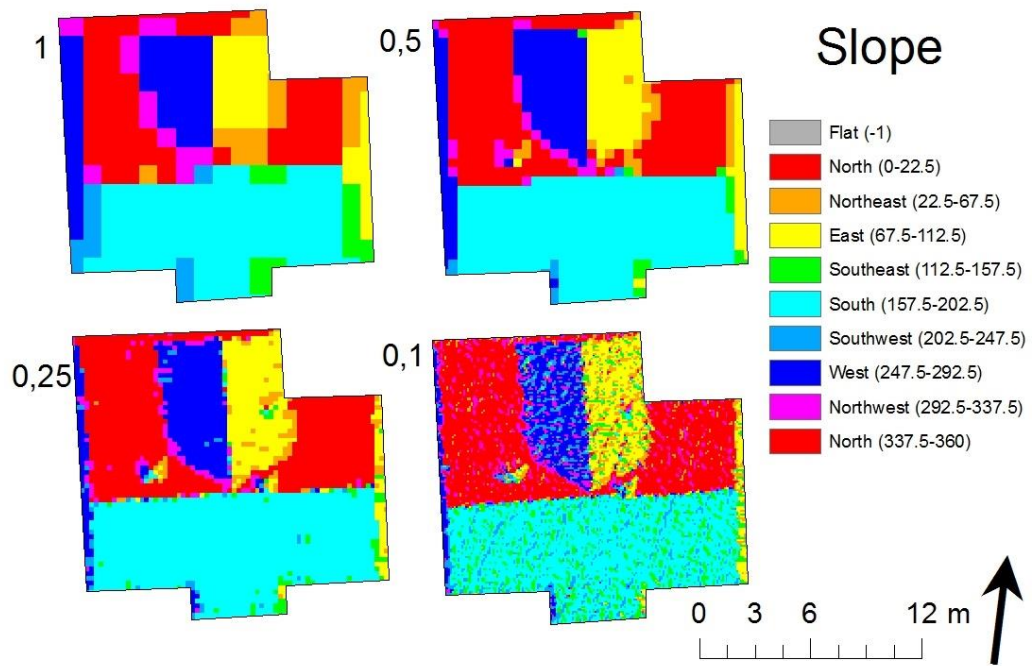 1
0,5
Slope
Flat (-1)
North (0-22.5)
Northeast (22.5-67.5)
East (67.5-112.5)
Southeast (112.5-157.5)
South (157.5-202.5)
Southwest (202.5-247.5)
West (247.5-292.5)
Northwest (292.5-337.5)
North (337.5-360)
0,25
0,1
0 3 6 12 m